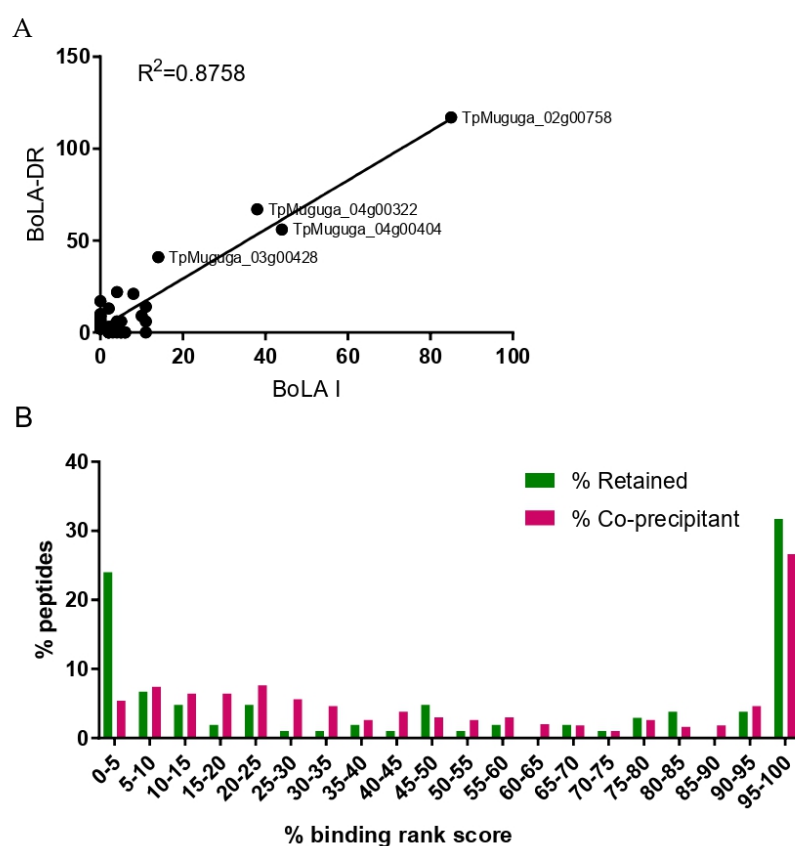 A
R²=0.8758
150
100
50
0
BoLA-DR
TpMuguga_02g00758
TpMuguga_04g00322
TpMuguga_04g00404
TpMuguga_03g00428
0 20 40 60 80 100
BoLA I
B
40
30
20
10
0
% peptides
% Retained
% Co-precipitant
0-5 5-10 10-15 15-20 20-25 25-30 30-35 35-40 40-45 45-50 50-55 55-60 60-65 65-70 70-75 75-80 80-85 85-90 90-95 95-100
% binding rank score